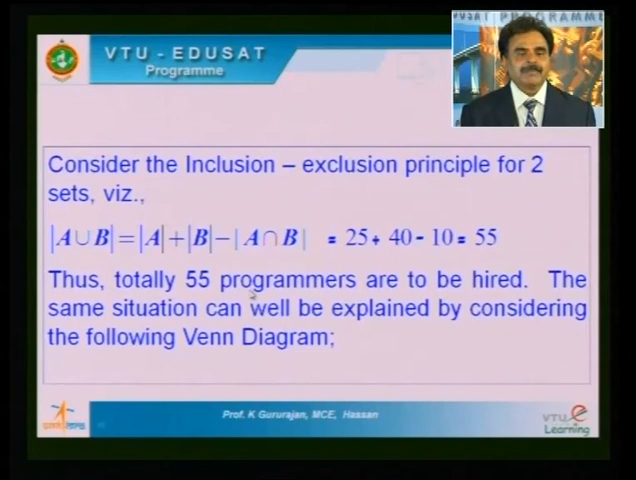 VTU - EDUSAT
Programme
Consider the Inclusion – exclusion principle for 2
sets, viz.,
|A∪B|=|A|+|B|−| A∩B | = 25+ 40 - 10 = 55
Thus, totally 55 programmers are to be hired. The
same situation can well be explained by considering
the following Venn Diagram;
Prof. K Gururajan, MCE, Hassan
VTU e
Learning